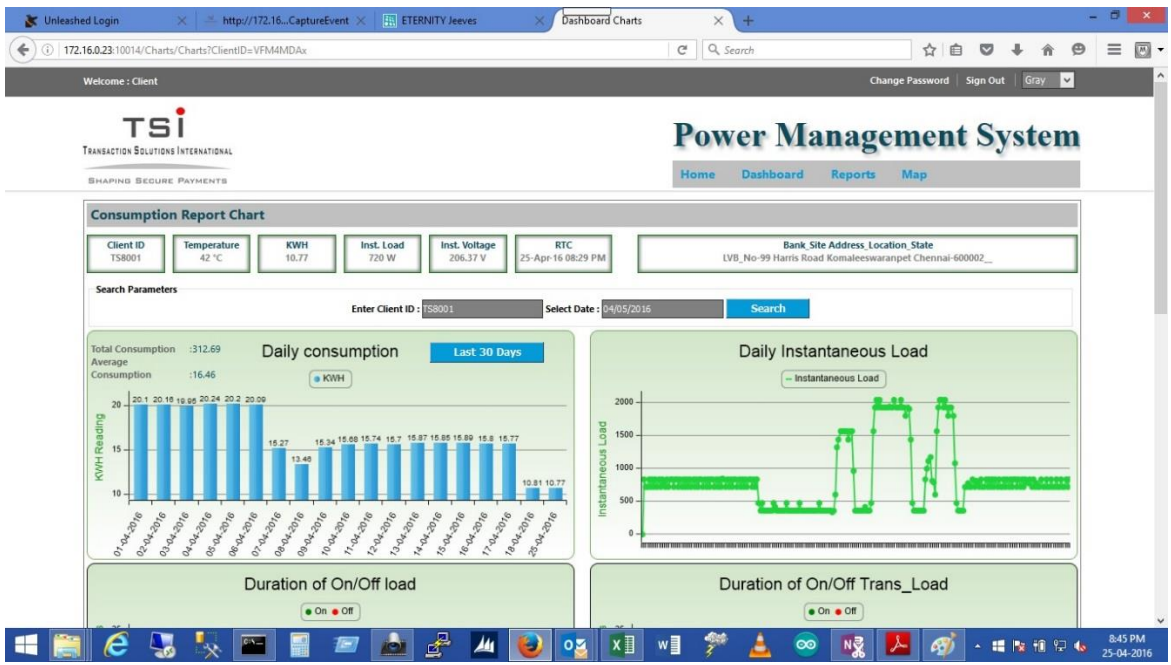 Unleashed Login
http://172.16...CaptureEvent
ETERNITY Jeeves
Dashboard Charts
172.16.0.23:10014/Charts/Charts?ClientID=VFM4MDAx
Search
Welcome : Client
Change Password | Sign Out | Gray
TSi
TRANSACTION SOLUTIONS INTERNATIONAL
SHAPING SECURE PAYMENTS
Power Management System
Home Dashboard Reports Map
Consumption Report Chart
Client ID
TS8001
Temperature
42 °C
KWH
10.77
Inst. Load
720 W
Inst. Voltage
206.37 V
RTC
25-Apr-16 08:29 PM
Bank_Site Address_Location_State
LVB_No-99 Harris Road Komaleeswaranpet Chennai-600002__
Search Parameters
Enter Client ID : TS8001 Select Date : 04/05/2016 Search
Total Consumption :312.69
Average
Consumption :16.46
Daily consumption
Last 30 Days
KWH
KWH Reading
20
15
10
20.1 20.16 19.96 20.24 20.2 20.09 15.27 13.46 15.34 15.68 15.74 15.7 15.87 15.85 15.89 15.8 15.77 10.81 10.77
01-04-2016
02-04-2016
03-04-2016
04-04-2016
05-04-2016
06-04-2016
07-04-2016
08-04-2016
09-04-2016
10-04-2016
11-04-2016
12-04-2016
13-04-2016
14-04-2016
15-04-2016
16-04-2016
17-04-2016
18-04-2016
25-04-2016
Daily Instantaneous Load
Instantaneous Load
Instantaneous Load
2000
1500
1000
500
0
Duration of On/Off load
On Off
Duration of On/Off Trans_Load
On Off
8:45 PM
25-04-2016